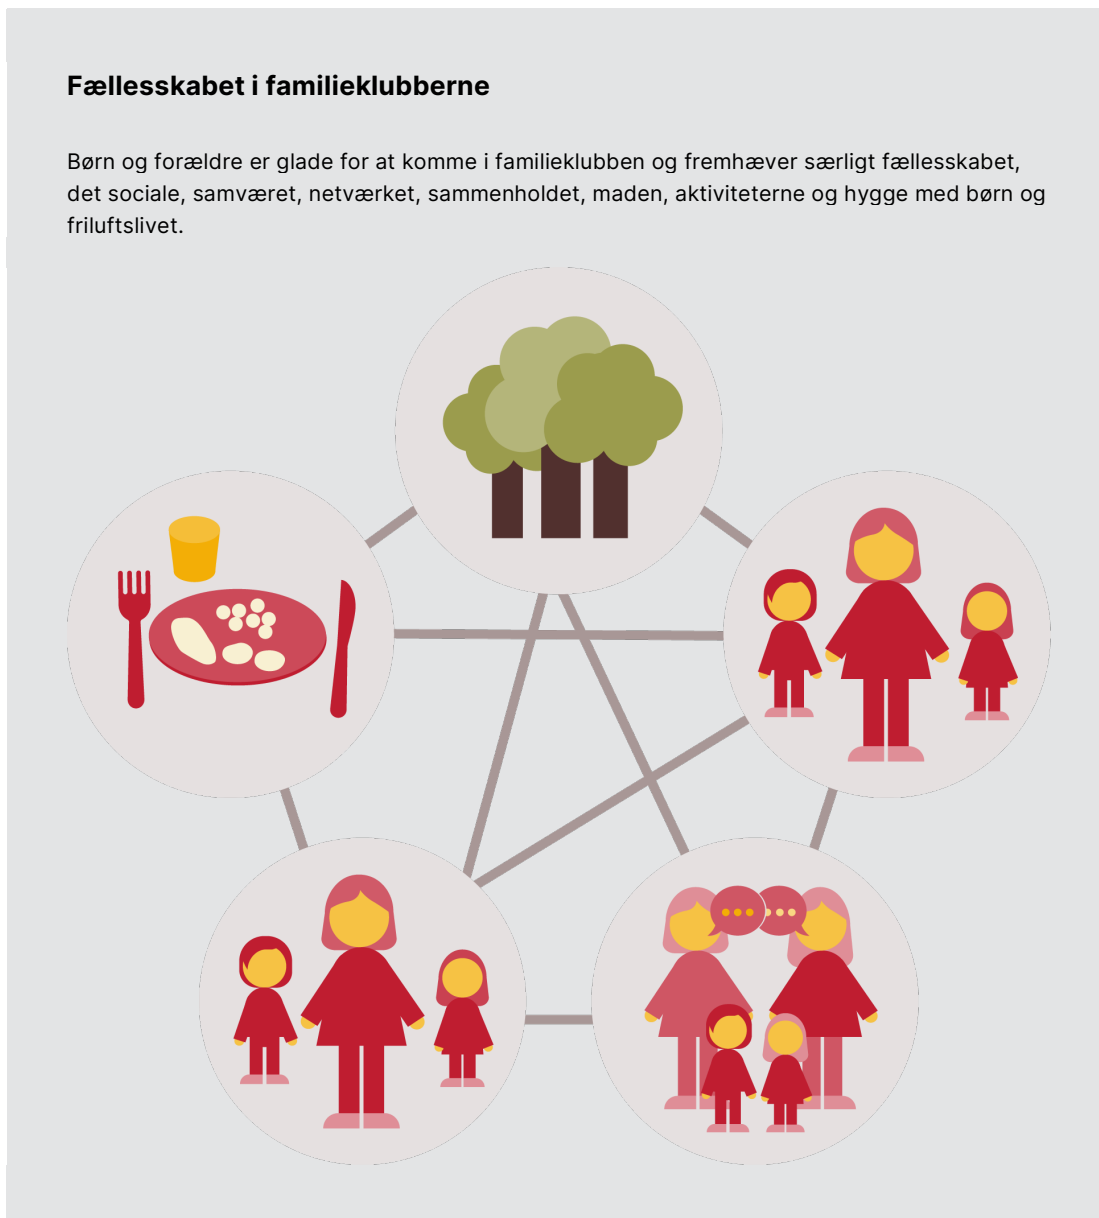 Fællesskabet i familieklubberne
Børn og forældre er glade for at komme i familieklubben og fremhæver særligt fællesskabet,
det sociale, samværet, netværket, sammenholdet, maden, aktiviteterne og hygge med børn og
friluftslivet.